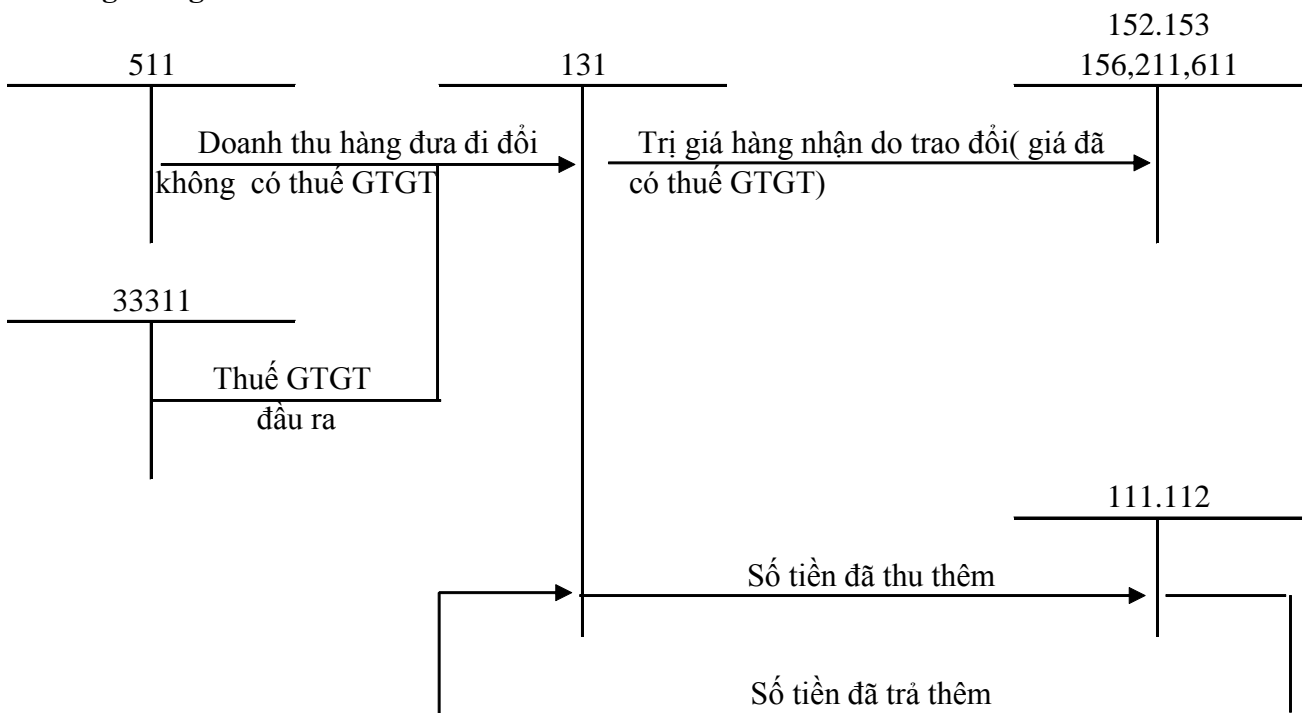 152.153
511
131
156,211,611
Doanh thu hàng đưa đi đổi
không có thuế GTGT
Trị giá hàng nhận do trao đổi( giá đã
có thuế GTGT)
33311
Thuế GTGT
đầu ra
111.112
Số tiền đã thu thêm
Số tiền đã trả thêm